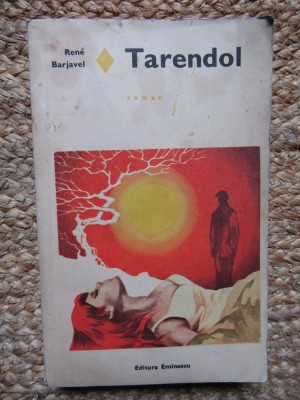 René
Barjavel
Tarendol
roman
Editura Eminescu